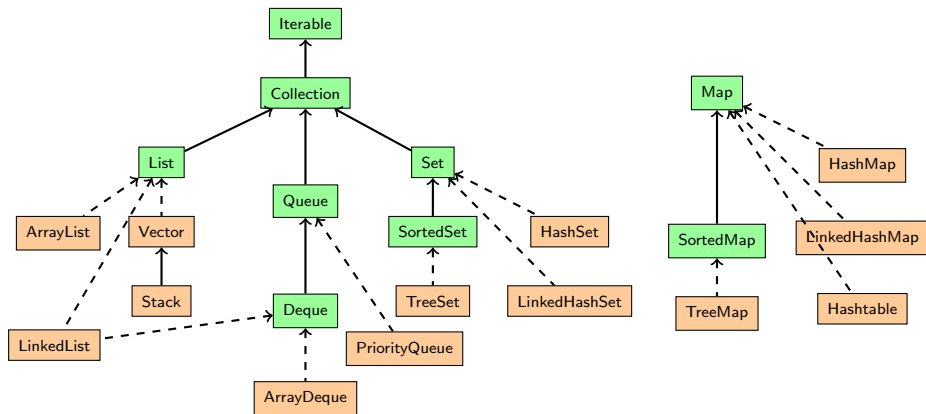 Iterable
Collection
Map
List
Set
HashMap
Queue
ArrayList
Vector
SortedSet
HashSet
SortedMap
LinkedHashMap
Stack
TreeSet
LinkedHashSet
Deque
TreeMap
Hashtable
LinkedList
PriorityQueue
ArrayDeque